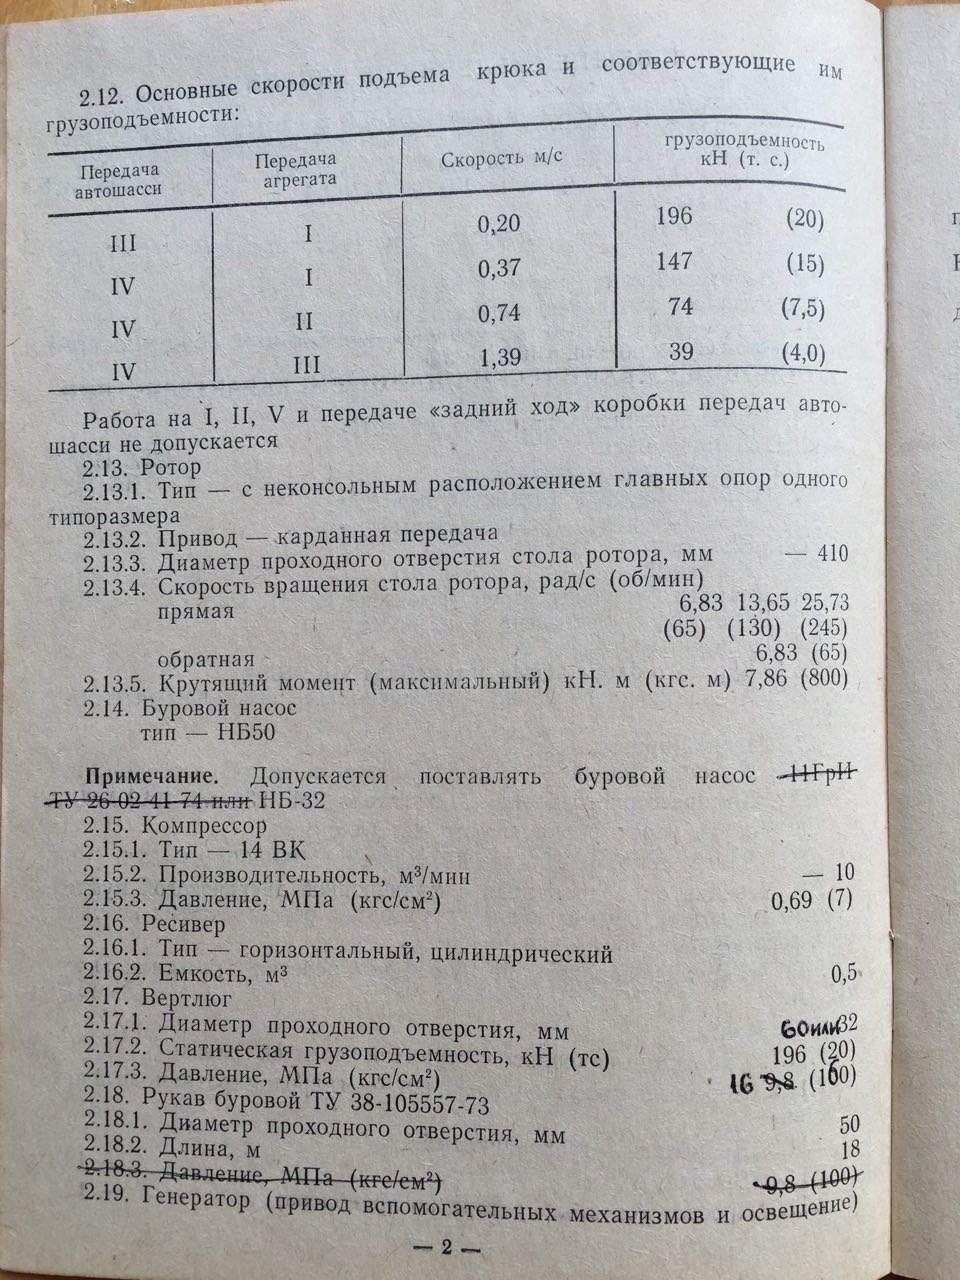 2.12. Основные скорости подъема крюка и соответствующие им
грузоподъемности:
Передача автошасси | Передача агрегата | Скорость м/с | грузоподъемность кН (т. с.)
III I 0,20 196 (20)
IV I 0,37 147 (15)
IV II 0,74 74 (7,5)
IV III 1,39 39 (4,0)
Работа на I, II, V и передаче «задний ход» коробки передач авто-
шасси не допускается
2.13. Ротор
2.13.1. Тип — с неконсольным расположением главных опор одного
типоразмера
2.13.2. Привод — карданная передача
2.13.3. Диаметр проходного отверстия стола ротора, мм — 410
2.13.4. Скорость вращения стола ротора, рад/с (об/мин)
прямая 6,83 13,65 25,73
(65) (130) (245)
обратная 6,83 (65)
2.13.5. Крутящий момент (максимальный) кН. м (кгс. м) 7,86 (800)
2.14. Буровой насос
тип — НБ50
Примечание. Допускается поставлять буровой насос 11ГрИ
ТУ 26-02-41-74 или НБ-32
2.15. Компрессор
2.15.1. Тип — 14 ВК
2.15.2. Производительность, м³/мин — 10
2.15.3. Давление, МПа (кгс/см²) 0,69 (7)
2.16. Ресивер
2.16.1. Тип — горизонтальный, цилиндрический
2.16.2. Емкость, м³ 0,5
2.17. Вертлюг
2.17.1. Диаметр проходного отверстия, мм 60 или 32
2.17.2. Статическая грузоподъемность, кН (тс) 196 (20)
2.17.3. Давление, МПа (кгс/см²) 16 9,8 (160)
2.18. Рукав буровой ТУ 38-105557-73
2.18.1. Диаметр проходного отверстия, мм 50
2.18.2. Длина, м 18
2.18.3. Давление, МПа (кгс/см²) 9,8 (100)
2.19. Генератор (привод вспомогательных механизмов и освещение)
— 2 —